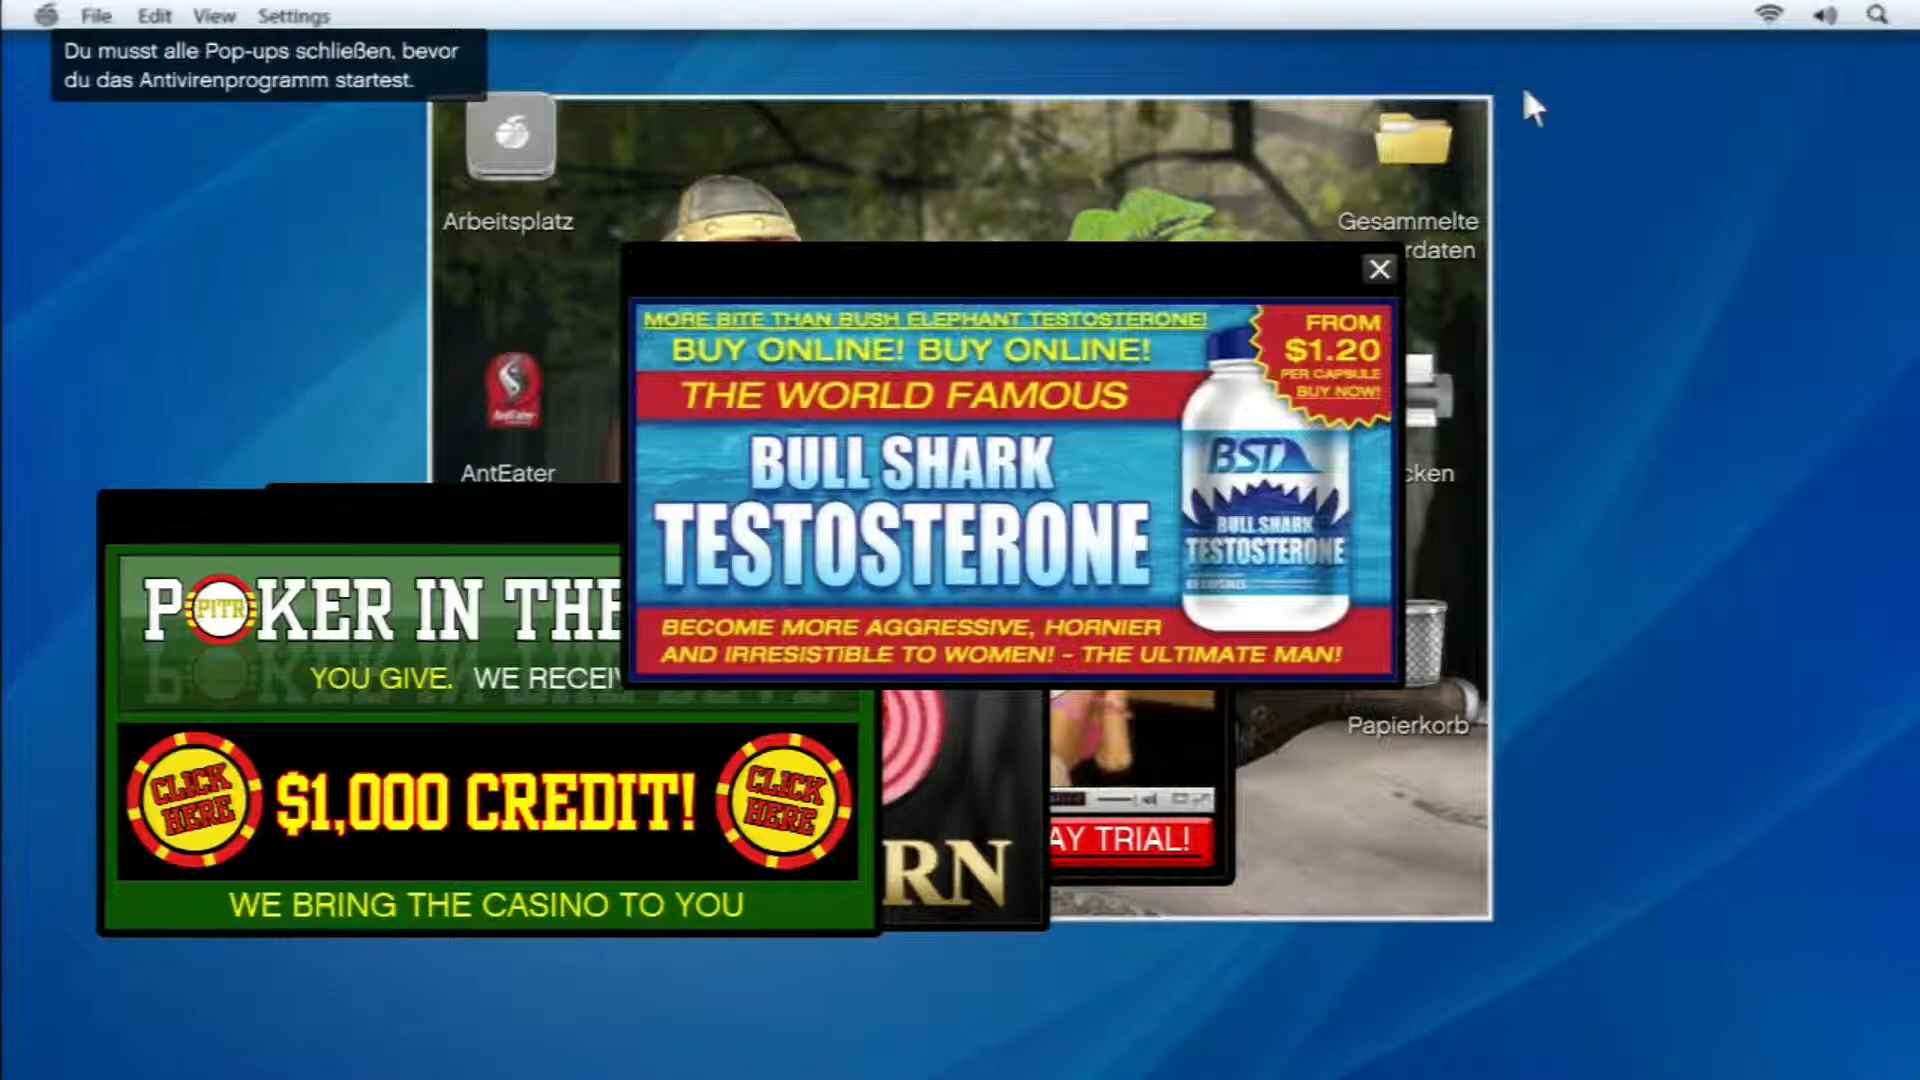 File Edit View Settings
Du musst alle Pop-ups schließen, bevor
du das Antivirenprogramm startest.
Arbeitsplatz
Gesammelte
rdaten
MORE BITE THAN BUSH ELEPHANT TESTOSTERONE!
BUY ONLINE! BUY ONLINE!
THE WORLD FAMOUS
BULL SHARK
TESTOSTERONE
FROM
$1.20
PER CAPSULE
BUY NOW!
BST
BULL SHARK
TESTOSTERONE
BECOME MORE AGGRESSIVE, HORNIER
AND IRRESISTIBLE TO WOMEN! - THE ULTIMATE MAN!
AntEater
AntEater
cken
POKER IN THE
PITR
YOU GIVE. WE RECEIV
CLICK
HERE
$1,000 CREDIT!
CLICK
HERE
WE BRING THE CASINO TO YOU
RN
AY TRIAL!
Papierkorb